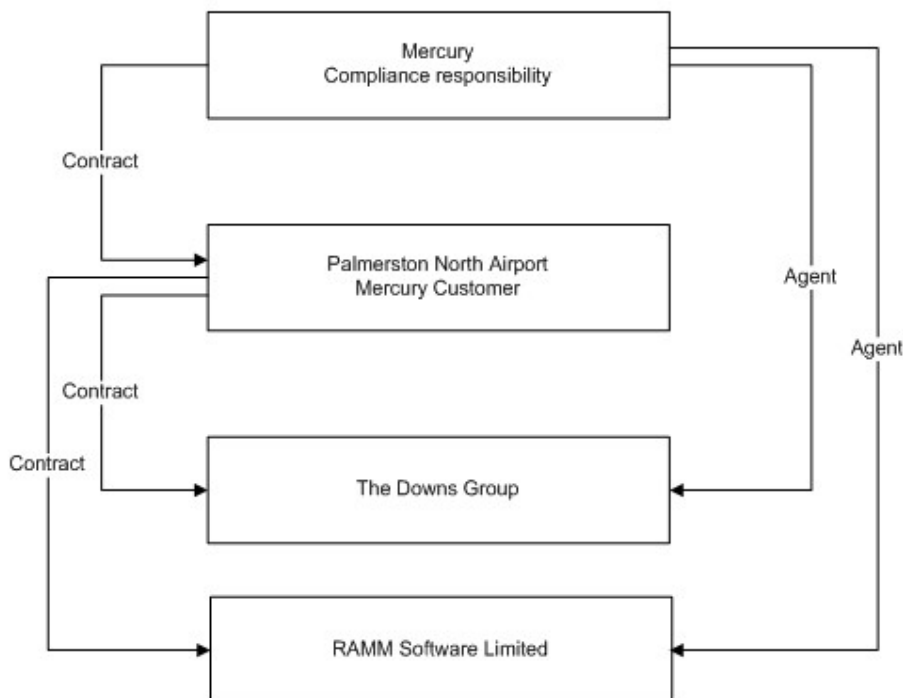 Mercury
Compliance responsibility
Contract
Palmerston North Airport
Mercury Customer
Agent
Agent
Contract
Contract
The Downs Group
RAMM Software Limited